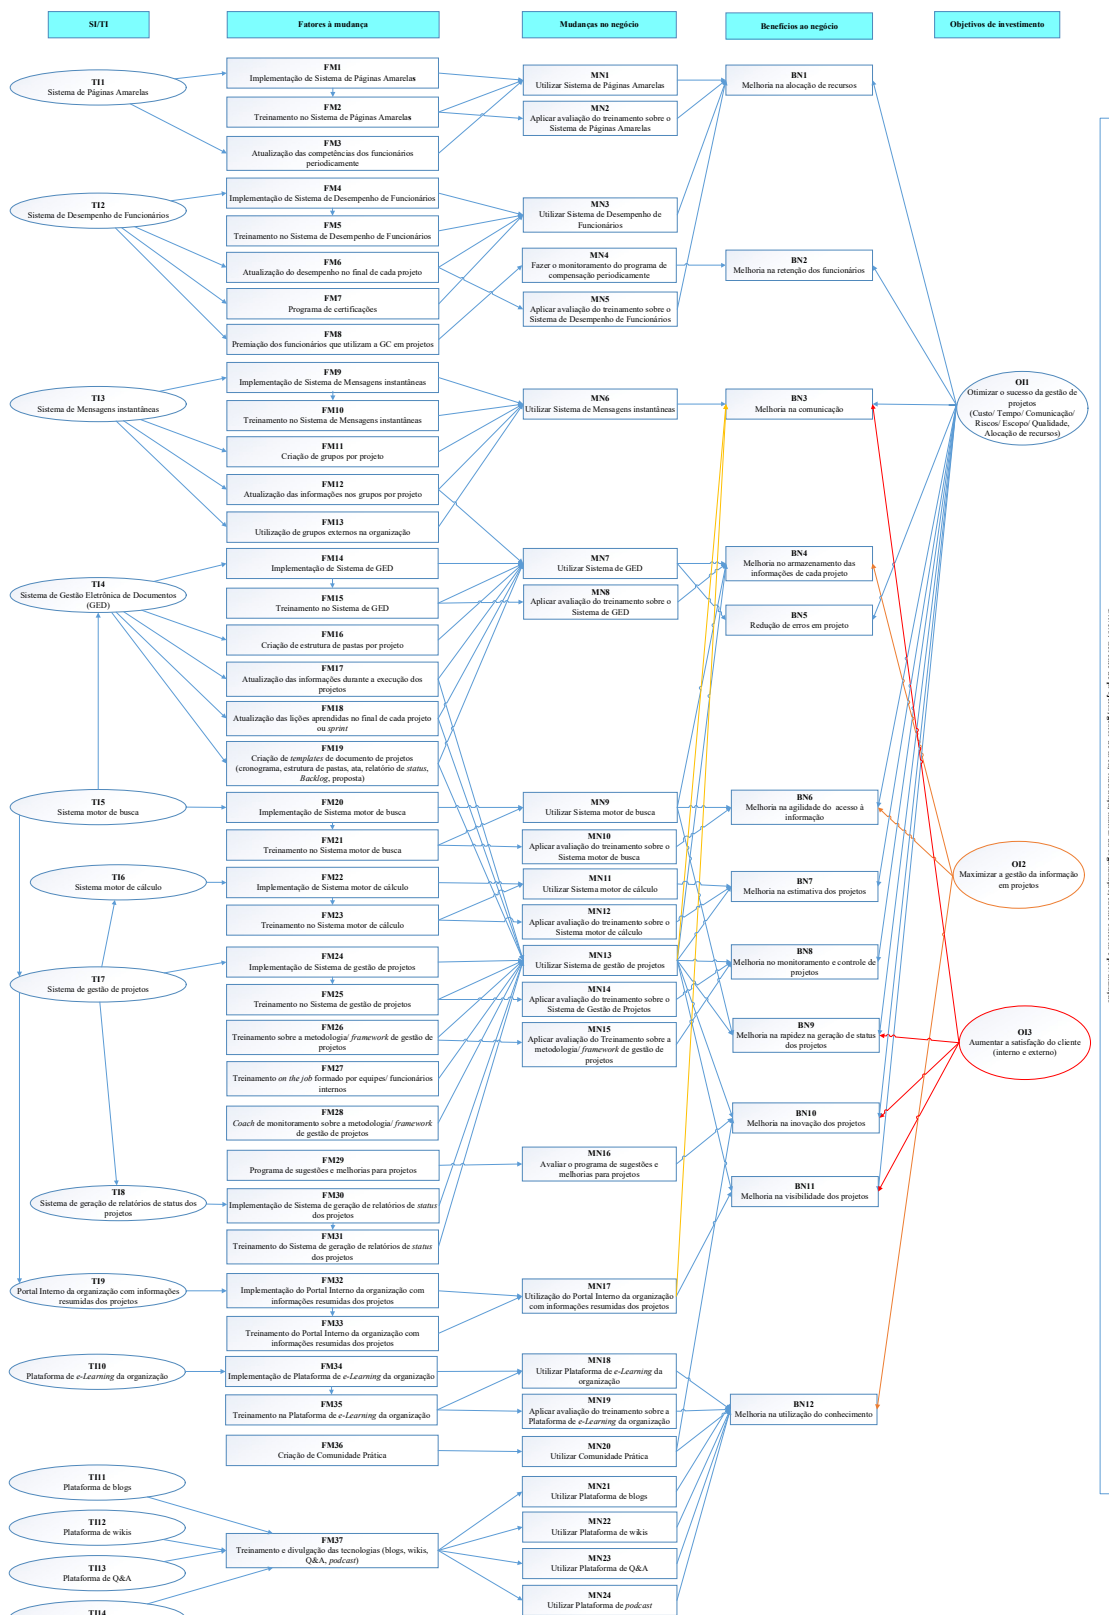 SI/TI
Fatores à mudança
Mudanças no negócio
Benefícios ao negócio
Objetivos de investimento
TI1
Sistema de Páginas Amarelas
TI2
Sistema de Desempenho de Funcionários
TI3
Sistema de Mensagens instantâneas
TI4
Sistema de Gestão Eletrônica de Documentos
(GED)
TI5
Sistema motor de busca
TI6
Sistema motor de cálculo
TI7
Sistema de gestão de projetos
TI8
Sistema de geração de relatórios de status dos
projetos
TI9
Portal Interno da organização com informações
resumidas dos projetos
TI10
Plataforma de e-Learning da organização
TI11
Plataforma de blogs
TI12
Plataforma de wikis
TI13
Plataforma de Q&A
TI14
FM1
Implementação de Sistema de Páginas Amarelas
FM2
Treinamento no Sistema de Páginas Amarelas
FM3
Atualização das competências dos funcionários
periodicamente
FM4
Implementação de Sistema de Desempenho de Funcionários
FM5
Treinamento no Sistema de Desempenho de Funcionários
FM6
Atualização do desempenho no final de cada projeto
FM7
Programa de certificações
FM8
Premiação dos funcionários que utilizam a GC em projetos
FM9
Implementação de Sistema de Mensagens instantâneas
FM10
Treinamento no Sistema de Mensagens instantâneas
FM11
Criação de grupos por projeto
FM12
Atualização das informações nos grupos por projeto
FM13
Utilização de grupos externos na organização
FM14
Implementação de Sistema de GED
FM15
Treinamento no Sistema de GED
FM16
Criação de estrutura de pastas por projeto
FM17
Atualização das informações durante a execução dos
projetos
FM18
Atualização das lições aprendidas no final de cada projeto
ou sprint
FM19
Criação de templates de documento de projetos
(cronograma, estrutura de pastas, ata, relatório de status,
Backlog, proposta)
FM20
Implementação de Sistema motor de busca
FM21
Treinamento no Sistema motor de busca
FM22
Implementação de Sistema motor de cálculo
FM23
Treinamento no Sistema motor de cálculo
FM24
Implementação de Sistema de gestão de projetos
FM25
Treinamento no Sistema de gestão de projetos
FM26
Treinamento sobre a metodologia/ framework de gestão de
projetos
FM27
Treinamento on the job formado por equipes/ funcionários
internos
FM28
Coach de monitoramento sobre a metodologia/ framework
de gestão de projetos
FM29
Programa de sugestões e melhorias para projetos
FM30
Implementação de Sistema de geração de relatórios de status
dos projetos
FM31
Treinamento do Sistema de geração de relatórios de status
dos projetos
FM32
Implementação do Portal Interno da organização com
informações resumidas dos projetos
FM33
Treinamento do Portal Interno da organização com
informações resumidas dos projetos
FM34
Implementação de Plataforma de e-Learning da organização
FM35
Treinamento na Plataforma de e-Learning da organização
FM36
Criação de Comunidade Prática
FM37
Treinamento e divulgação das tecnologias (blogs, wikis,
Q&A, podcast)
MN1
Utilizar Sistema de Páginas Amarelas
MN2
Aplicar avaliação do treinamento sobre o
Sistema de Páginas Amarelas
MN3
Utilizar Sistema de Desempenho de
Funcionários
MN4
Fazer o monitoramento do programa de
compensação periodicamente
MN5
Aplicar avaliação do treinamento sobre o
Sistema de Desempenho de Funcionários
MN6
Utilizar Sistema de Mensagens instantâneas
MN7
Utilizar Sistema de GED
MN8
Aplicar avaliação do treinamento sobre o
Sistema de GED
MN9
Utilizar Sistema motor de busca
MN10
Aplicar avaliação do treinamento sobre o
Sistema motor de busca
MN11
Utilizar Sistema motor de cálculo
MN12
Aplicar avaliação do treinamento sobre o
Sistema motor de cálculo
MN13
Utilizar Sistema de gestão de projetos
MN14
Aplicar avaliação do treinamento sobre o
Sistema de Gestão de Projetos
MN15
Aplicar avaliação do Treinamento sobre a
metodologia/ framework de gestão de
projetos
MN16
Avaliar o programa de sugestões e
melhorias para projetos
MN17
Utilização do Portal Interno da organização
com informações resumidas dos projetos
MN18
Utilizar Plataforma de e-Learning da
organização
MN19
Aplicar avaliação do treinamento sobre a
Plataforma de e-Learning da organização
MN20
Utilizar Comunidade Prática
MN21
Utilizar Plataforma de blogs
MN22
Utilizar Plataforma de wikis
MN23
Utilizar Plataforma de Q&A
MN24
Utilizar Plataforma de podcast
BN1
Melhoria na alocação de recursos
BN2
Melhoria na retenção dos funcionários
BN3
Melhoria na comunicação
BN4
Melhoria no armazenamento das
informações de cada projeto
BN5
Redução de erros em projeto
BN6
Melhoria na agilidade do acesso à
informação
BN7
Melhoria na estimativa dos projetos
BN8
Melhoria no monitoramento e controle de
projetos
BN9
Melhoria na rapidez na geração de status
dos projetos
BN10
Melhoria na inovação dos projetos
BN11
Melhoria na visibilidade dos projetos
BN12
Melhoria na utilização do conhecimento
OI1
Otimizar o sucesso da gestão de
projetos
(Custo/ Tempo/ Comunicação/
Riscos/ Escopo/ Qualidade,
Alocação de recursos)
OI2
Maximizar a gestão da informação
em projetos
OI3
Aumentar a satisfação do cliente
(interno e externo)